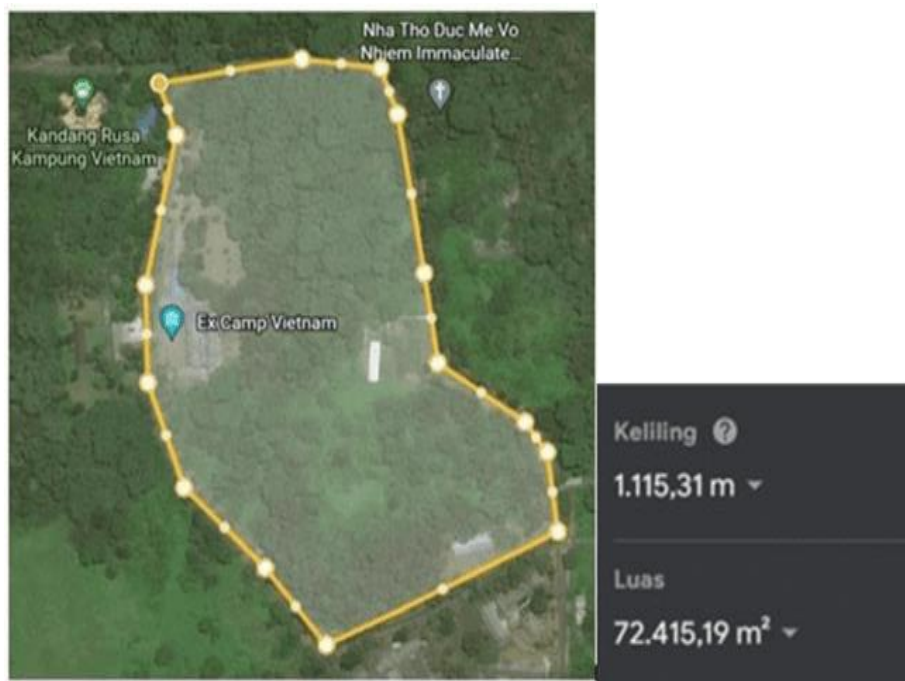 Nha Tho Duc Me Vo
Nhiem Immaculate...
Kandang Rusa
Kampung Vietnam
Ex Camp Vietnam
Keliling
1.115,31 m
Luas
72.415,19 m²